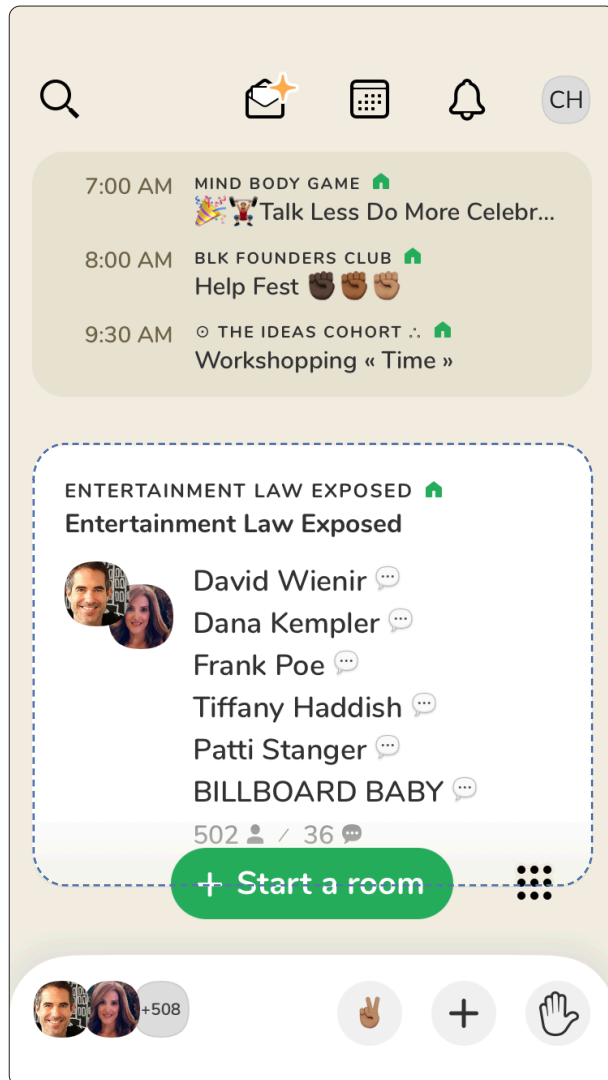 CH
7:00 AM MIND BODY GAME
🎉🏋🏿Talk Less Do More Celebr...
8:00 AM BLK FOUNDERS CLUB
Help Fest ✊🏿✊🏾✊🏽
9:30 AM ⊙ THE IDEAS COHORT ∴
Workshopping « Time »
ENTERTAINMENT LAW EXPOSED
Entertainment Law Exposed
David Wienir
Dana Kempler
Frank Poe
Tiffany Haddish
Patti Stanger
BILLBOARD BABY
502 / 36
+ Start a room
+508